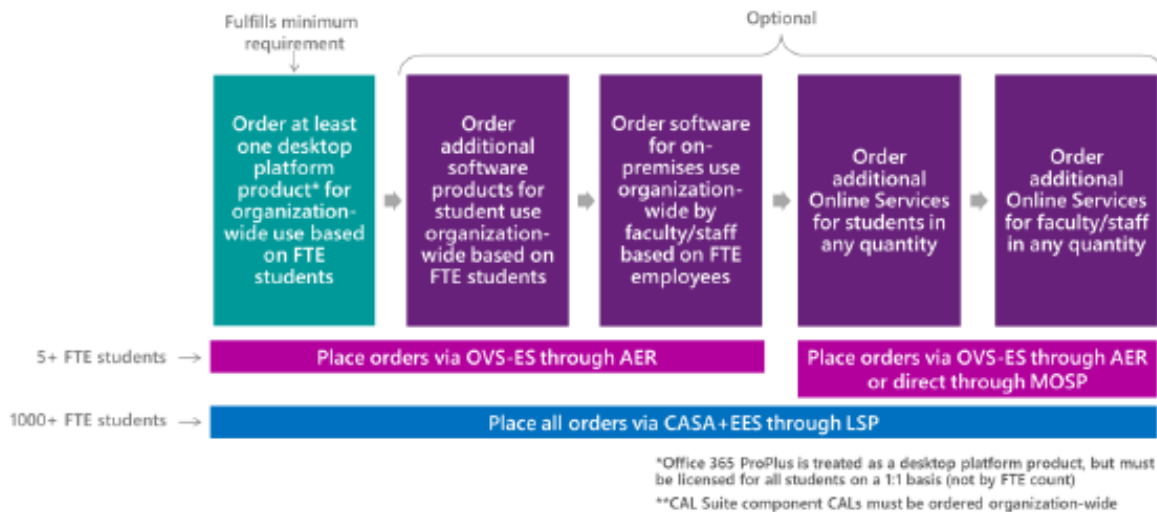 Fulfills minimum
requirement
Optional
Order at least
one desktop
platform
product* for
organization-
wide use based
on FTE
students
Order
additional
software
products for
student use
organization-
wide based on
FTE students
Order software
for on-
premises use
organization-
wide by
faculty/staff
based on FTE
employees
Order
additional
Online Services
for students in
any quantity
Order
additional
Online Services
for faculty/staff
in any quantity
5+ FTE students
Place orders via OVS-ES through AER
Place orders via OVS-ES through AER
or direct through MOSP
1000+ FTE students
Place all orders via CASA+EES through LSP
*Office 365 ProPlus is treated as a desktop platform product, but must
be licensed for all students on a 1:1 basis (not by FTE count)
**CAL Suite component CALs must be ordered organization-wide